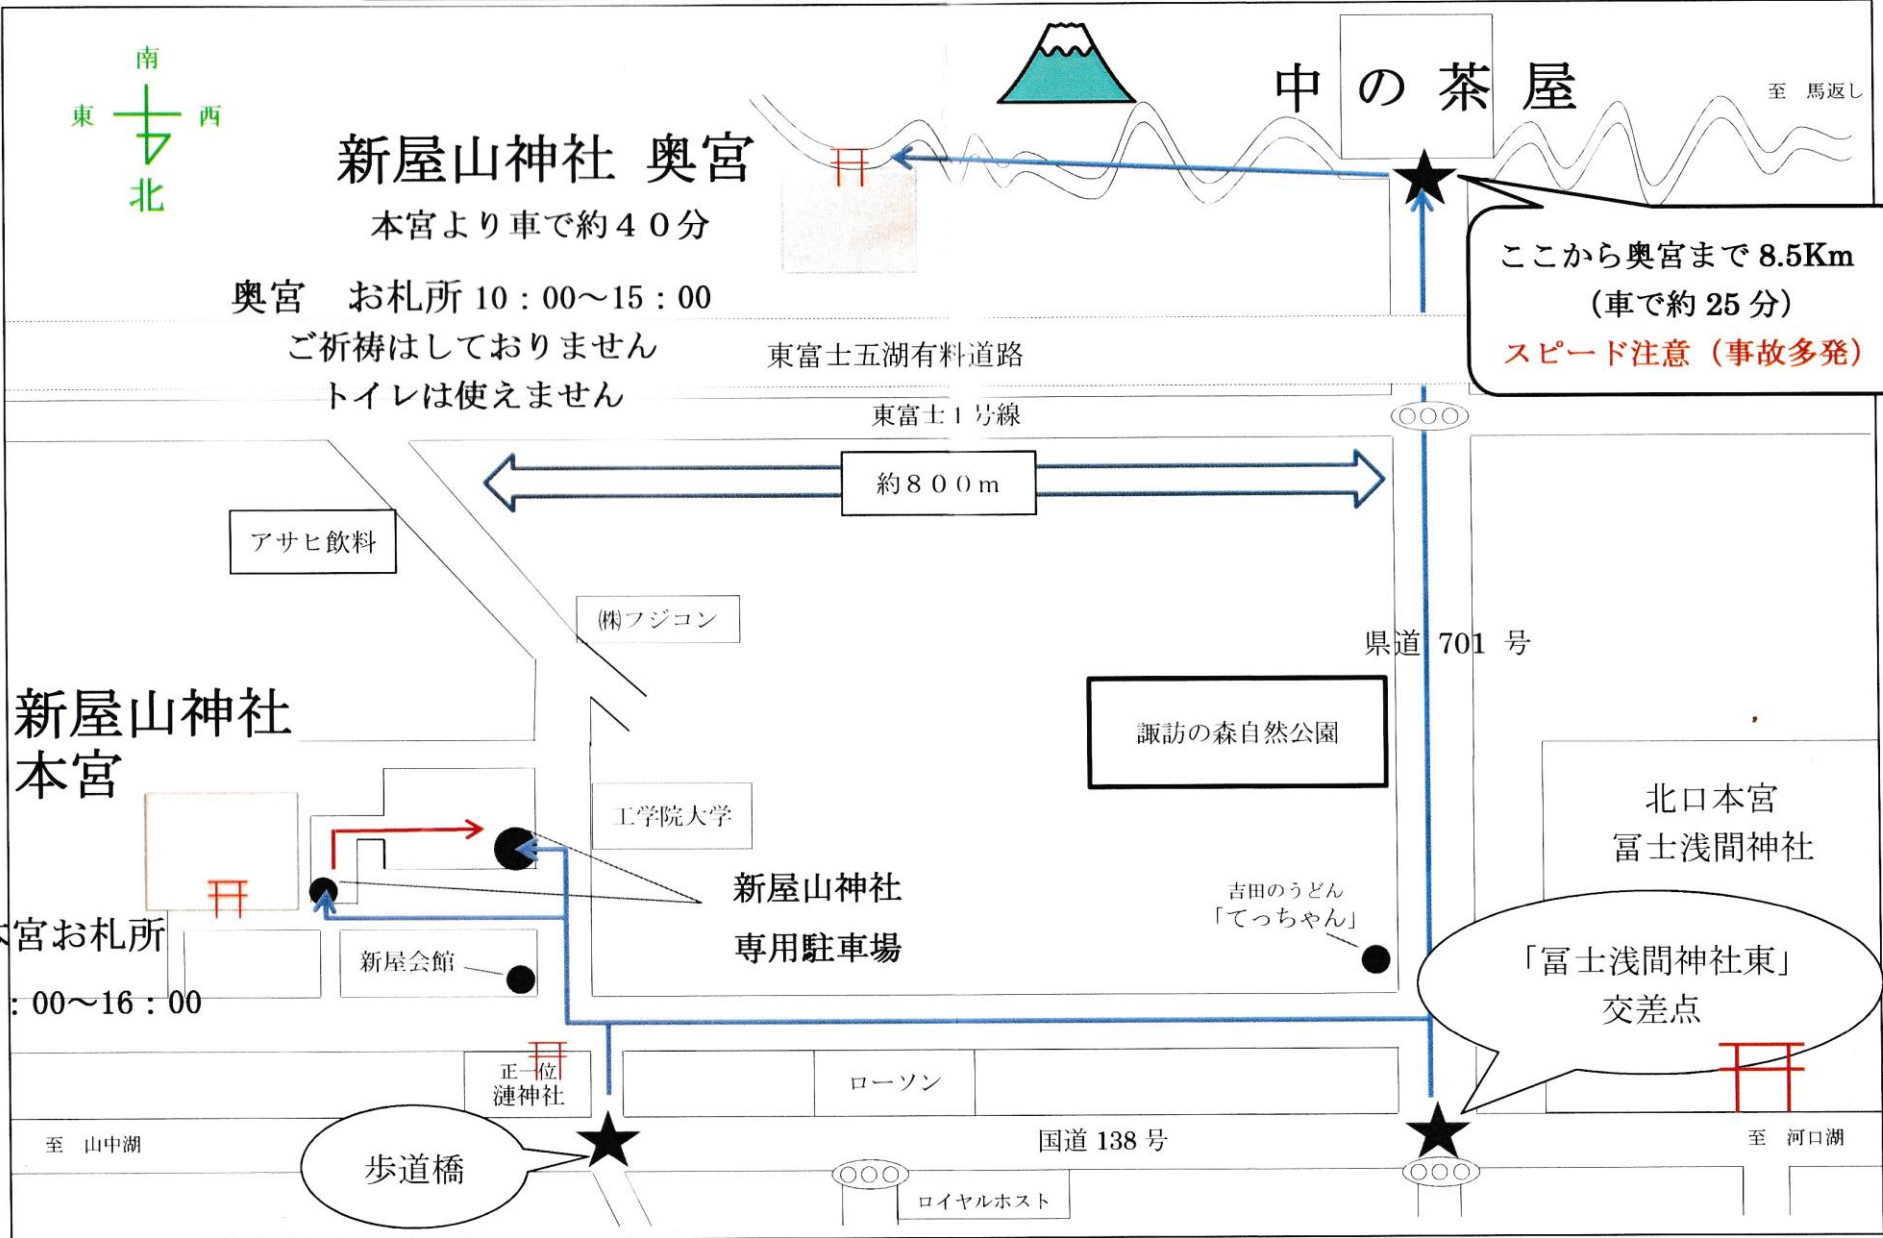 南
東
西
北
新屋山神社 奥宮
本宮より車で約４０分
奥宮 お札所 10：00～15：00
ご祈祷はしておりません
トイレは使えません
中の茶屋
至 馬返し
ここから奥宮まで 8.5Km
（車で約 25 分）
スピード注意（事故多発）
東富士五湖有料道路
東富士１号線
約８００ｍ
アサヒ飲料
㈱フジコン
県道 701 号
諏訪の森自然公園
新屋山神社
本宮
工学院大学
北口本宮
冨士浅間神社
新屋山神社
専用駐車場
吉田のうどん
「てっちゃん」
宮お札所
：00～16：00
新屋会館
「冨士浅間神社東」
交差点
正一位
漣神社
ローソン
至 山中湖
歩道橋
国道 138 号
至 河口湖
ロイヤルホスト